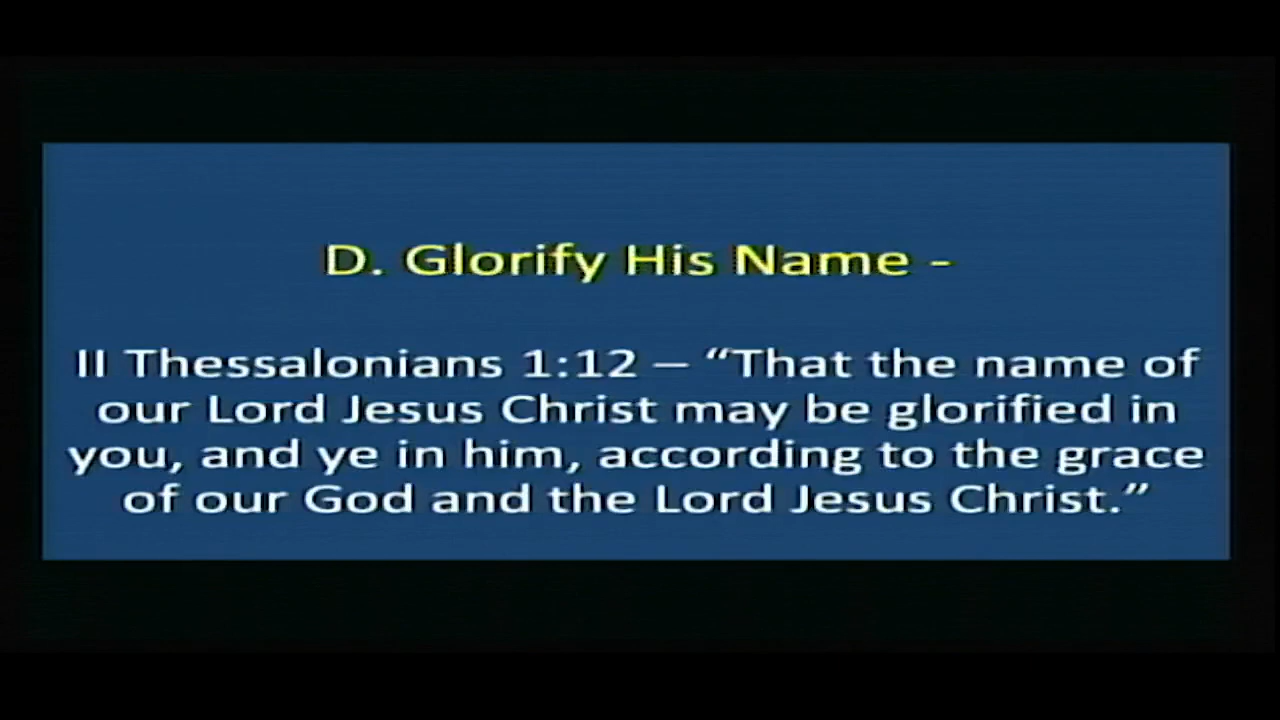 D. Glorify His Name -
II Thessalonians 1:12 – “That the name of
our Lord Jesus Christ may be glorified in
you, and ye in him, according to the grace
of our God and the Lord Jesus Christ.”